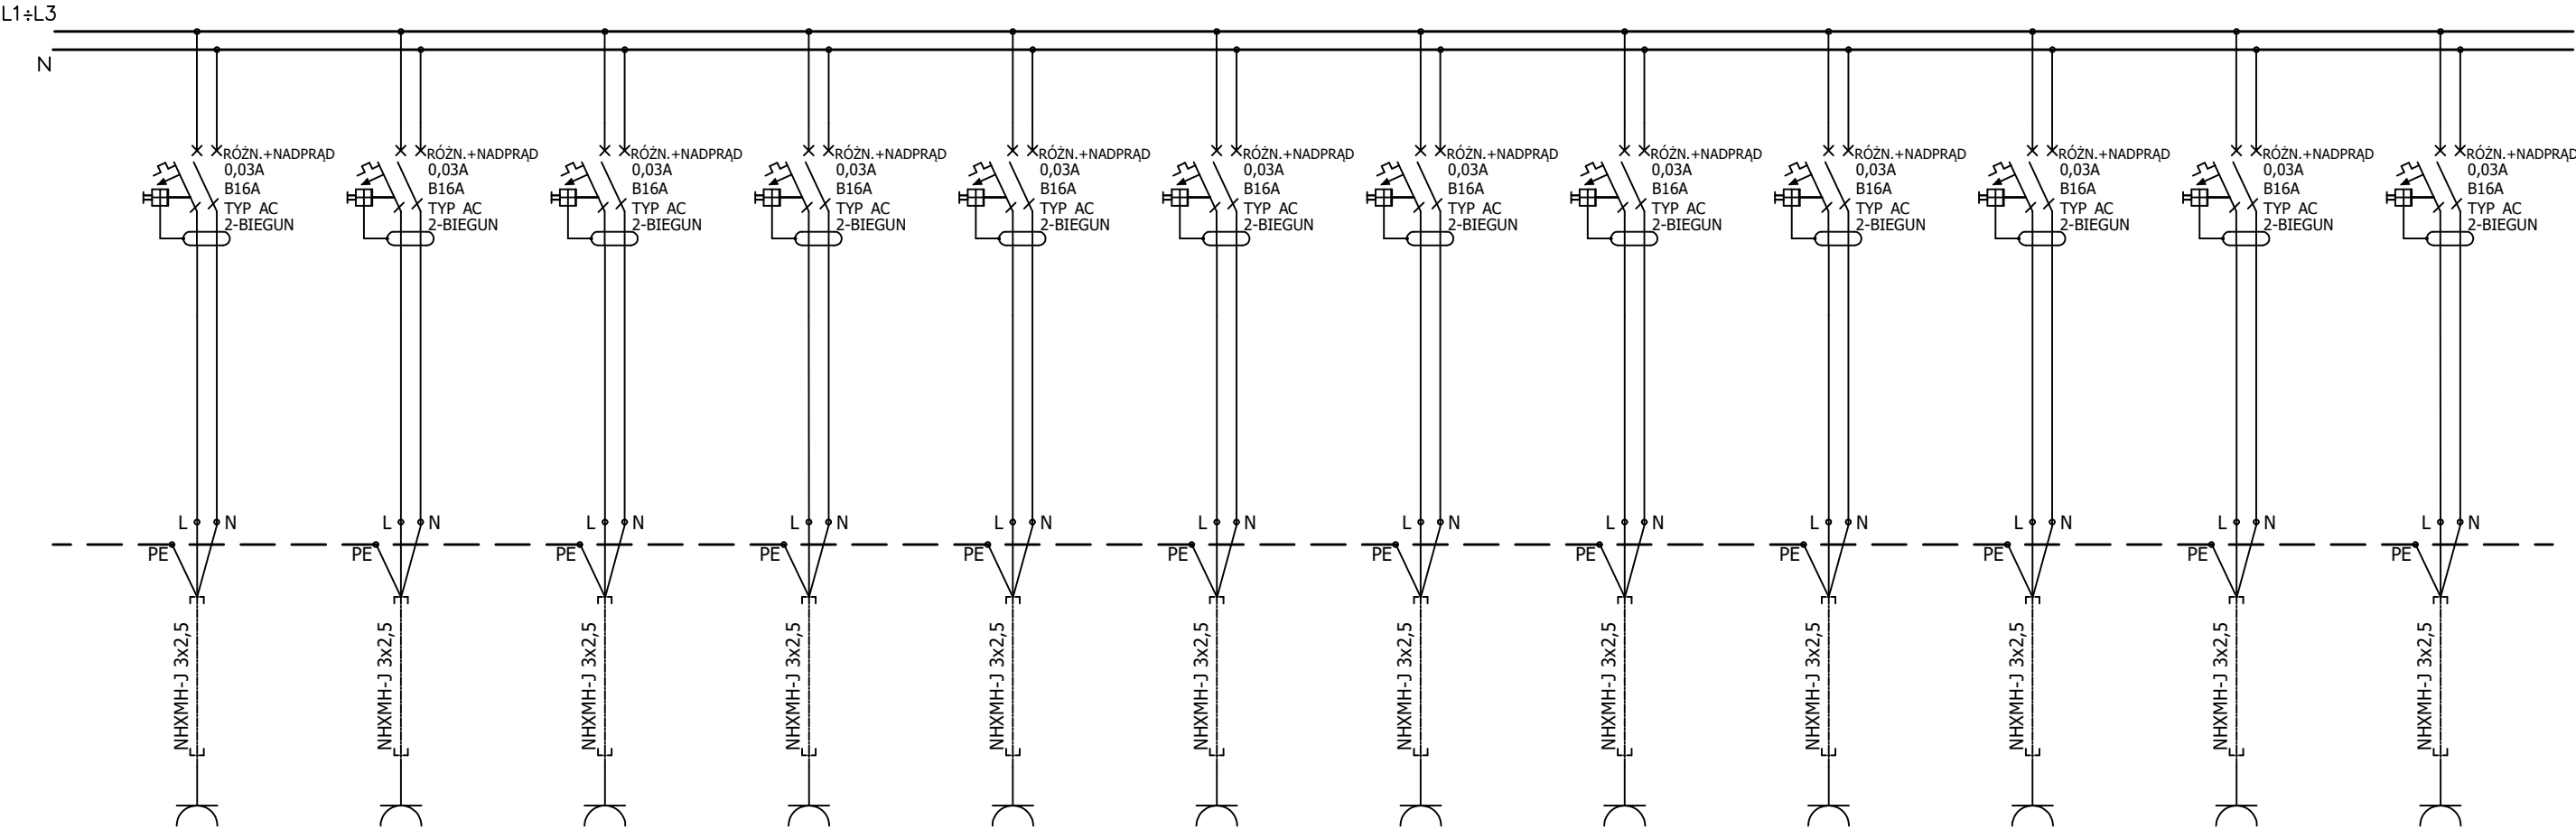 L1÷L3
N
RÓŻN.+NADPRĄD
0,03A
B16A
TYP AC
2-BIEGUN
RÓŻN.+NADPRĄD
0,03A
B16A
TYP AC
2-BIEGUN
RÓŻN.+NADPRĄD
0,03A
B16A
TYP AC
2-BIEGUN
RÓŻN.+NADPRĄD
0,03A
B16A
TYP AC
2-BIEGUN
RÓŻN.+NADPRĄD
0,03A
B16A
TYP AC
2-BIEGUN
RÓŻN.+NADPRĄD
0,03A
B16A
TYP AC
2-BIEGUN
RÓŻN.+NADPRĄD
0,03A
B16A
TYP AC
2-BIEGUN
RÓŻN.+NADPRĄD
0,03A
B16A
TYP AC
2-BIEGUN
RÓŻN.+NADPRĄD
0,03A
B16A
TYP AC
2-BIEGUN
RÓŻN.+NADPRĄD
0,03A
B16A
TYP AC
2-BIEGUN
RÓŻN.+NADPRĄD
0,03A
B16A
TYP AC
2-BIEGUN
RÓŻN.+NADPRĄD
0,03A
B16A
TYP AC
2-BIEGUN
L N L N L N L N L N L N L N L N L N L N L N L N
PE PE PE PE PE PE PE PE PE PE PE PE
NHXMH-J 3x2,5
NHXMH-J 3x2,5
NHXMH-J 3x2,5
NHXMH-J 3x2,5
NHXMH-J 3x2,5
NHXMH-J 3x2,5
NHXMH-J 3x2,5
NHXMH-J 3x2,5
NHXMH-J 3x2,5
NHXMH-J 3x2,5
NHXMH-J 3x2,5
NHXMH-J 3x2,5